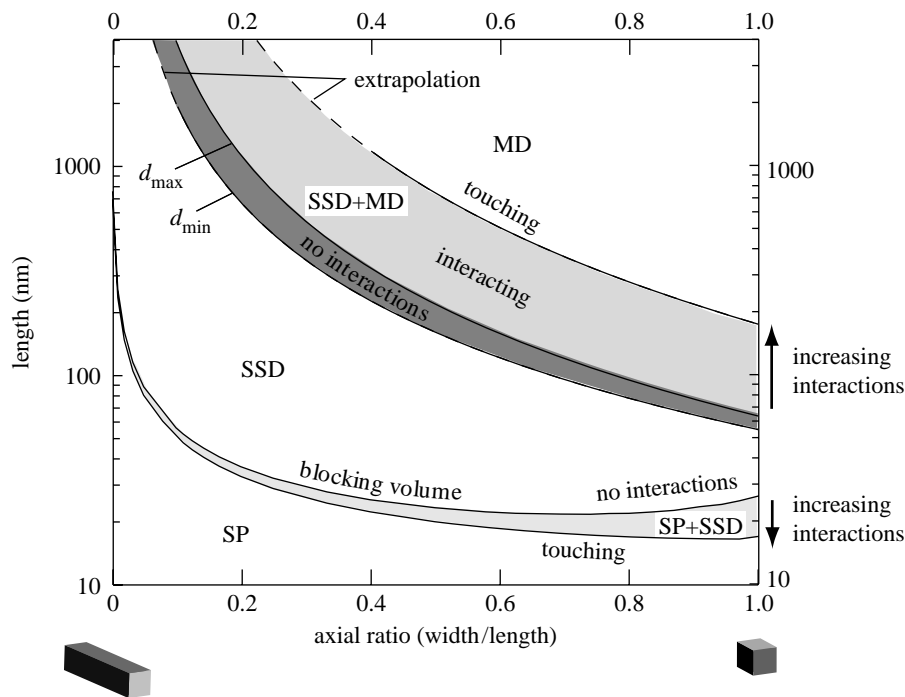 0 0.2 0.4 0.6 0.8 1.0
extrapolation
MD
1000
1000
d max
SSD+MD
touching
d min
no interactions
interacting
length (nm)
increasing
interactions
100
100
SSD
blocking volume
no interactions
increasing
interactions
SP
SP+SSD
touching
10
10
0 0.2 0.4 0.6 0.8 1.0
axial ratio (width/length)